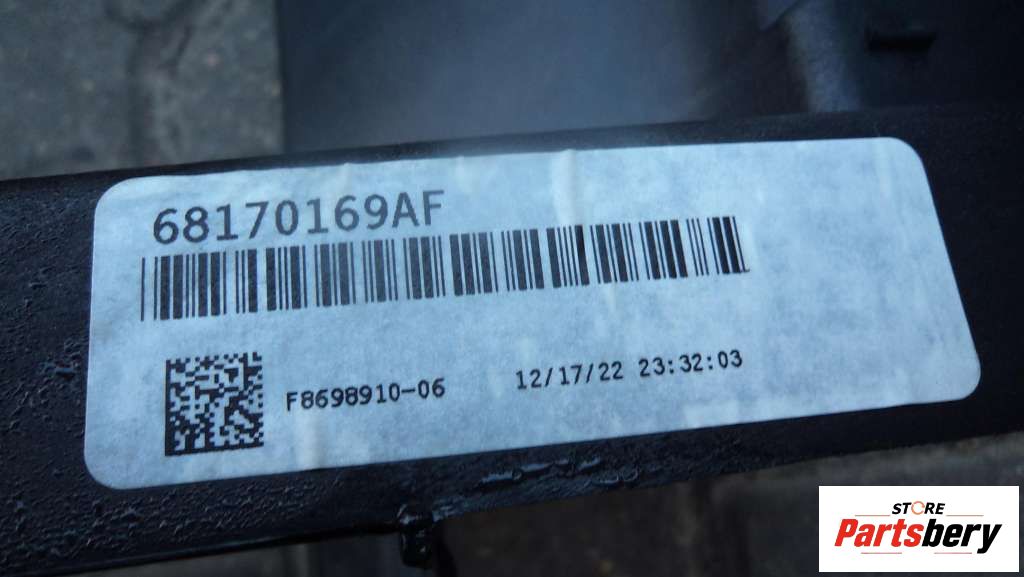 68170169AF
F8698910-06
12/17/22 23:32:03
STORE
Partsbery